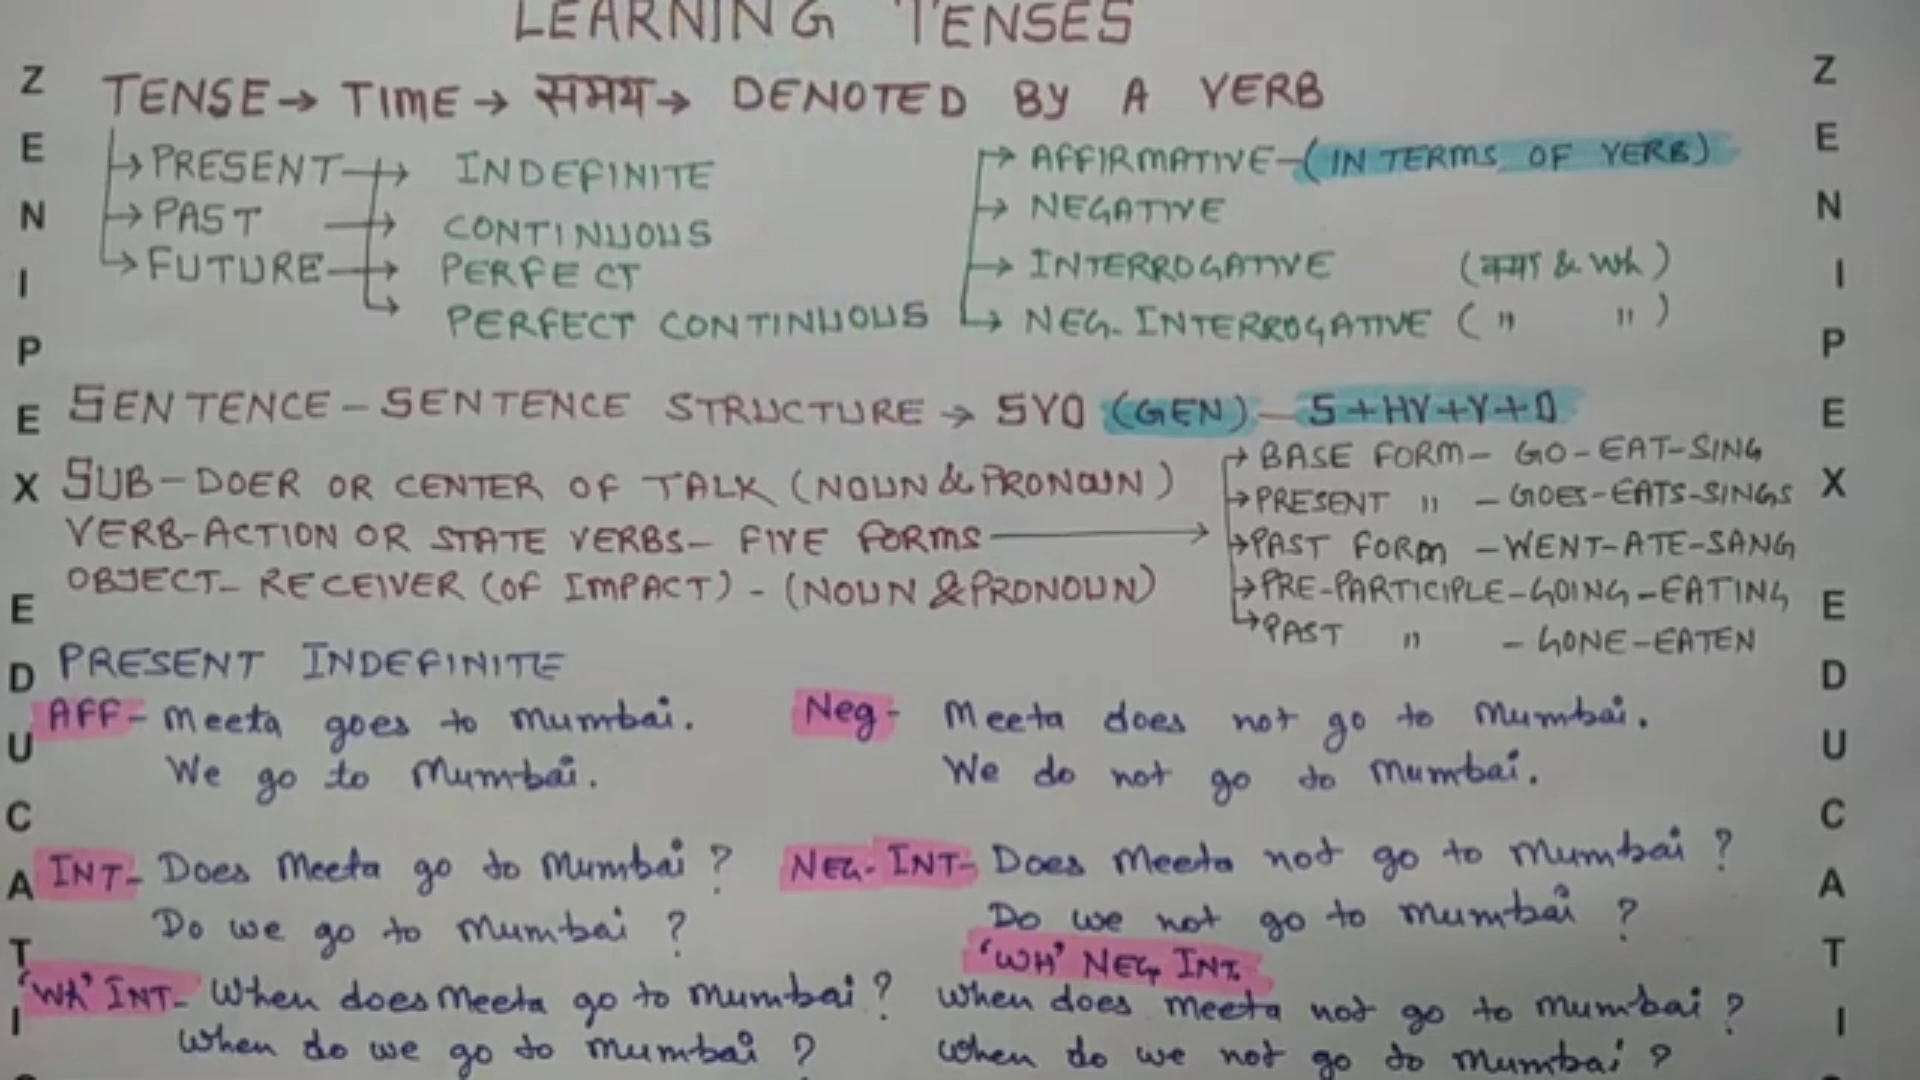 LEARNING TENSES
TENSE → TIME → समय → DENOTED BY A VERB
→ PRESENT → INDEFINITE
→ PAST → CONTINUOUS
→ FUTURE → PERFECT
→ PERFECT CONTINUOUS
→ AFFIRMATIVE - (IN TERMS OF VERB)
→ NEGATIVE
→ INTERROGATIVE (क्या & Wh)
→ NEG. INTERROGATIVE ( " " )
SENTENCE - SENTENCE STRUCTURE → SVO (GEN) - S + HV + V + O
SUB - DOER OR CENTER OF TALK (NOUN & PRONOUN)
VERB - ACTION OR STATE VERBS - FIVE FORMS →
OBJECT - RECEIVER (OF IMPACT) - (NOUN & PRONOUN)
→ BASE FORM - GO - EAT - SING
→ PRESENT " - GOES - EATS - SINGS
→ PAST FORM - WENT - ATE - SANG
→ PRE - PARTICIPLE - GOING - EATING
→ PAST " - GONE - EATEN
PRESENT INDEFINITE
AFF - Meeta goes to Mumbai.
We go to Mumbai.
Neg - Meeta does not go to Mumbai.
We do not go to Mumbai.
INT - Does Meeta go to Mumbai ?
Do we go to Mumbai ?
NEG - INT - Does Meeta not go to Mumbai ?
Do we not go to Mumbai ?
'Wh' INT - When does Meeta go to Mumbai ?
When do we go to Mumbai ?
'WH' NEG INT.
When does Meeta not go to Mumbai ?
When do we not go to Mumbai ?
ZENIPEX EDUCATI
ZENIPEX EDUCATI